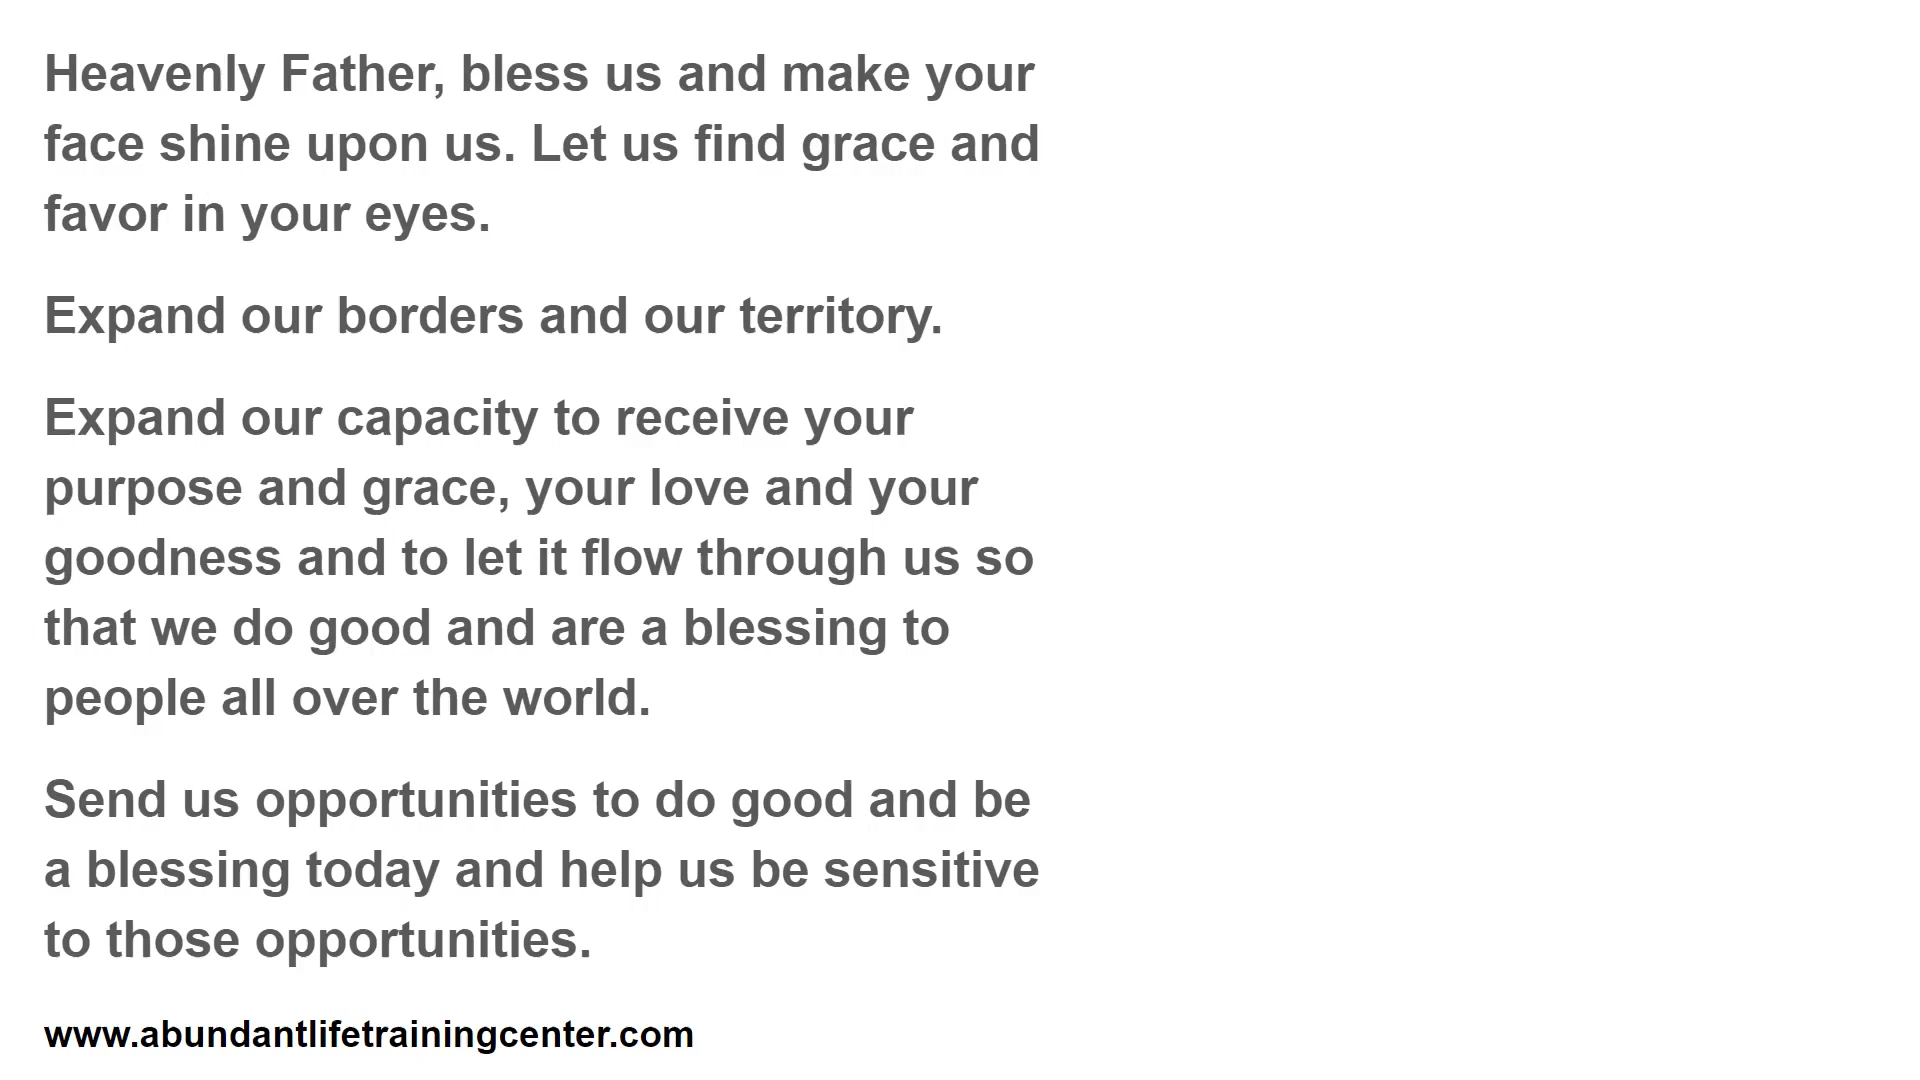 Heavenly Father, bless us and make your
face shine upon us. Let us find grace and
favor in your eyes.
Expand our borders and our territory.
Expand our capacity to receive your
purpose and grace, your love and your
goodness and to let it flow through us so
that we do good and are a blessing to
people all over the world.
Send us opportunities to do good and be
a blessing today and help us be sensitive
to those opportunities.
www.abundantlifetrainingcenter.com